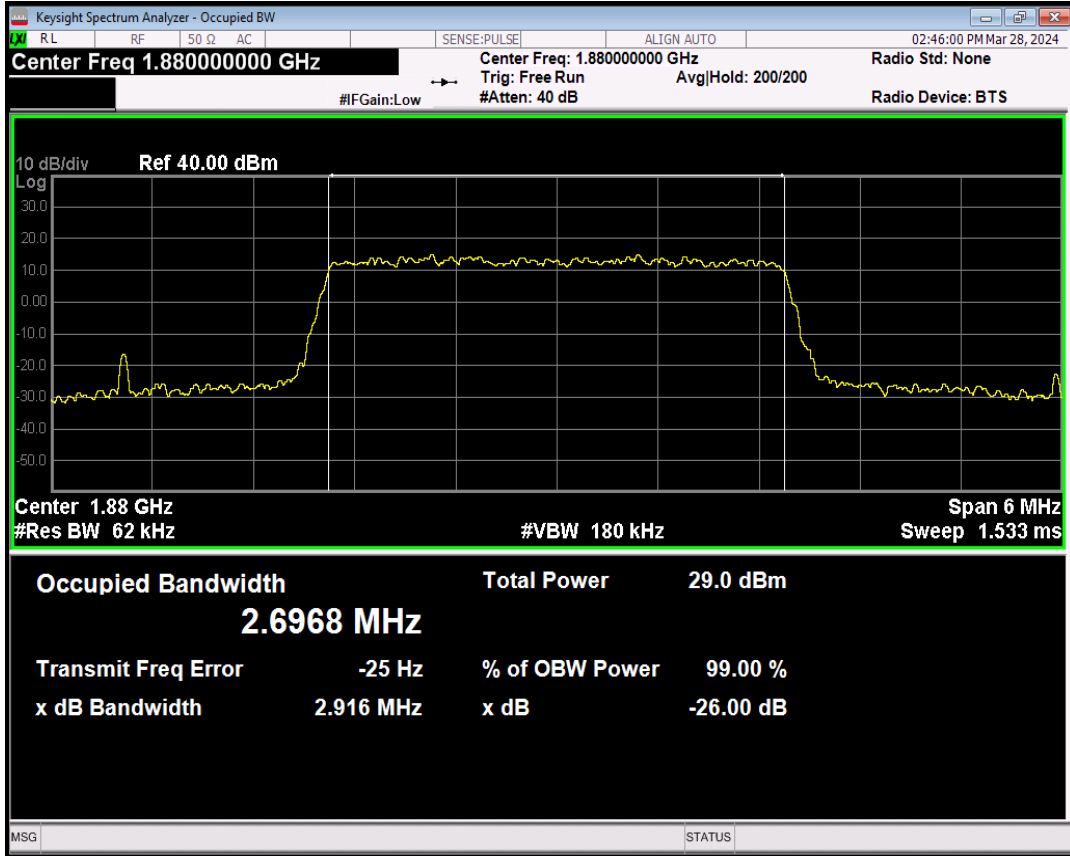 Keysight Spectrum Analyzer - Occupied BW
LXI RL RF 50 Ω AC SENSE:PULSE ALIGN AUTO 02:46:00 PM Mar 28, 2024
Center Freq 1.880000000 GHz Center Freq: 1.880000000 GHz Radio Std: None
Trig: Free Run Avg|Hold: 200/200
#IFGain:Low #Atten: 40 dB Radio Device: BTS
10 dB/div Ref 40.00 dBm
Log
30.0
20.0
10.0
0.00
-10.0
-20.0
-30.0
-40.0
-50.0
Center 1.88 GHz Span 6 MHz
#Res BW 62 kHz #VBW 180 kHz Sweep 1.533 ms
Occupied Bandwidth Total Power 29.0 dBm
2.6968 MHz
Transmit Freq Error -25 Hz % of OBW Power 99.00 %
x dB Bandwidth 2.916 MHz x dB -26.00 dB
MSG STATUS